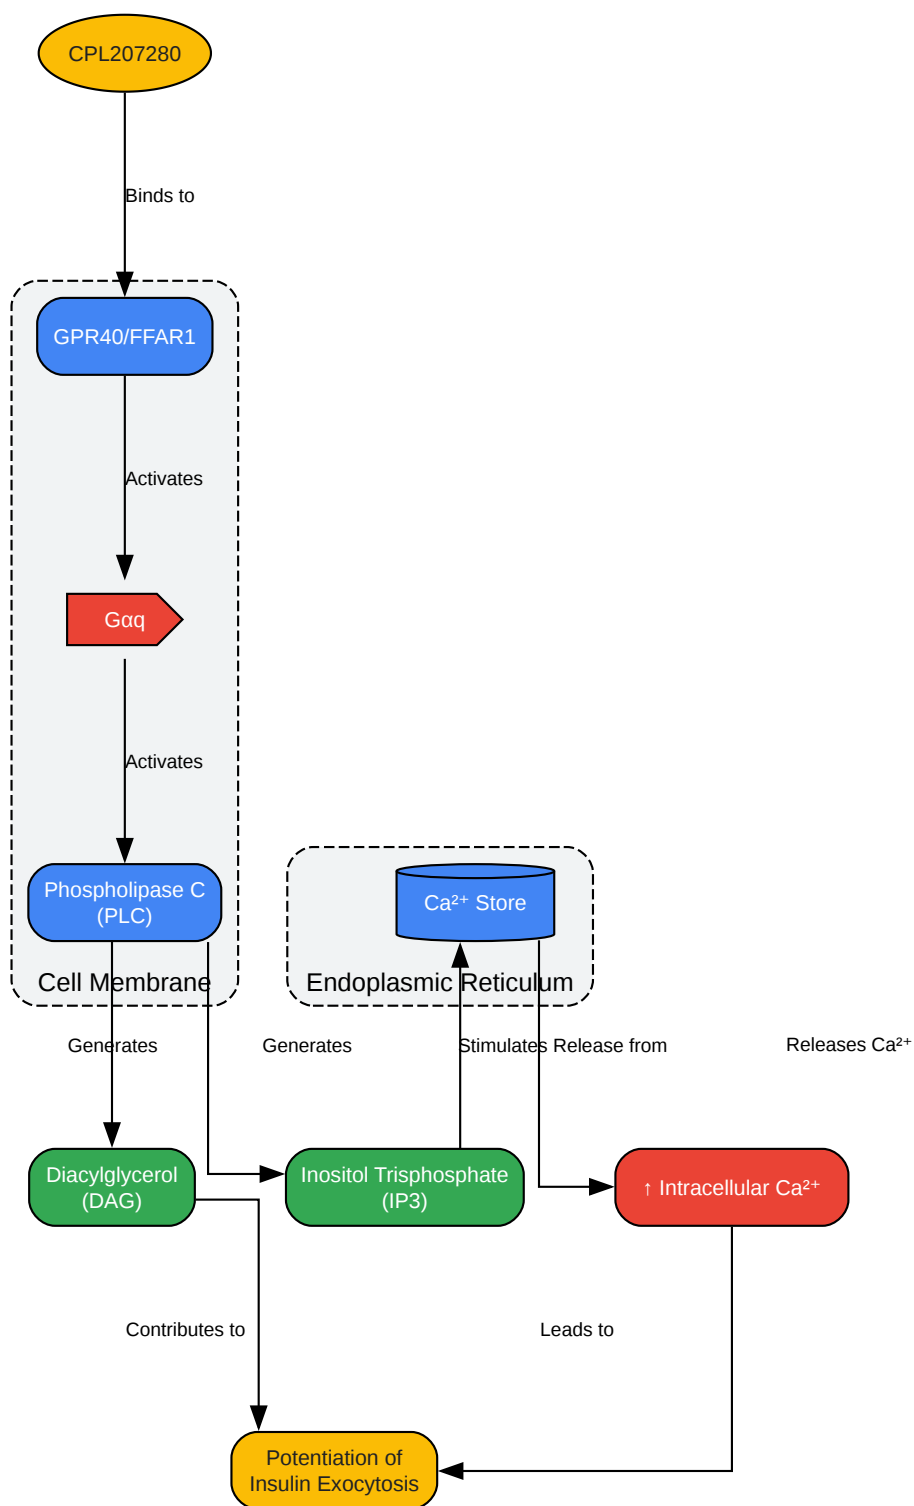 CPL207280
Binds to
GPR40/FFAR1
Activates
Gαq
Activates
Phospholipase C
(PLC)
Ca²⁺ Store
Cell Membrane
Endoplasmic Reticulum
Generates
Generates
Stimulates Release from
Releases Ca²⁺
Diacylglycerol
(DAG)
Inositol Trisphosphate
(IP3)
↑ Intracellular Ca²⁺
Contributes to
Leads to
Potentiation of
Insulin Exocytosis